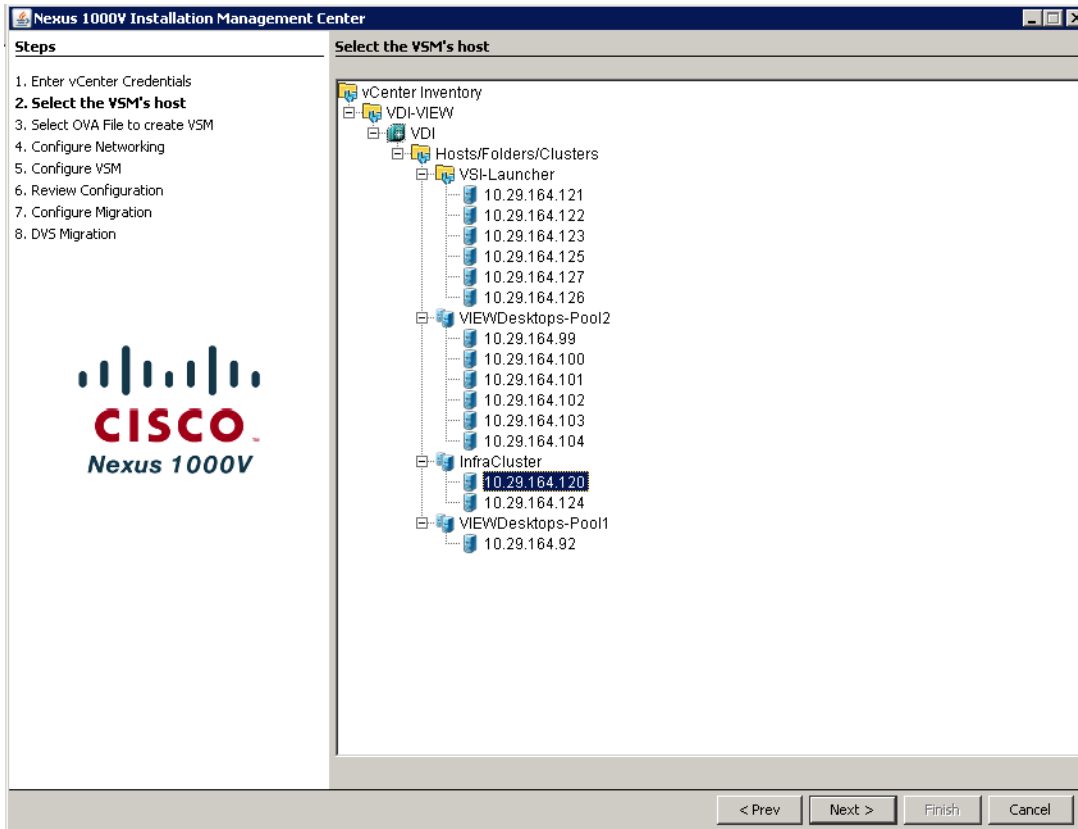 Nexus 1000V Installation Management Center
Steps
1. Enter vCenter Credentials
2. Select the VSM's host
3. Select OVA File to create VSM
4. Configure Networking
5. Configure VSM
6. Review Configuration
7. Configure Migration
8. DVS Migration
CISCO
Nexus 1000V
Select the VSM's host
vCenter Inventory
VDI-VIEW
VDI
Hosts/Folders/Clusters
VSI-Launcher
10.29.164.121
10.29.164.122
10.29.164.123
10.29.164.125
10.29.164.127
10.29.164.126
VIEWDesktops-Pool2
10.29.164.99
10.29.164.100
10.29.164.101
10.29.164.102
10.29.164.103
10.29.164.104
InfraCluster
10.29.164.120
10.29.164.124
VIEWDesktops-Pool1
10.29.164.92
< Prev Next > Finish Cancel